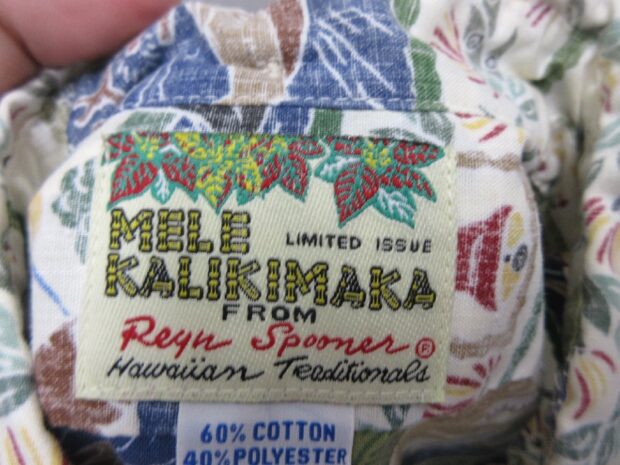 MELE
LIMITED ISSUE
KALIKIMAKA
FROM
Reyn Spooner ®
Hawaiian Traditionals
60% COTTON
40% POLYESTER